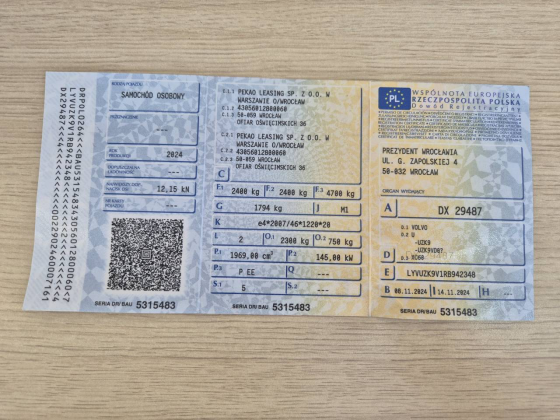 RODZAJ POJAZDU
SAMOCHÓD OSOBOWY
PRZEZNACZENIE
---
ROK PRODUKCJI
2024
DOPUSZCZALNA ŁADOWNOŚĆ
---
NAJWIĘKSZY DOP. NACISK OSI
12,15 kN
NR KARTY POJAZDU
---
SERIA DR/BAU 5315483
C.1.1 PEKAO LEASING SP. Z O.O. W
WARSZAWIE O/WROCŁAW
C.1.2 43056012800060
C.1.3 50-059 WROCŁAW
OFIAR OŚWIĘCIMSKICH 36
C.2.1 PEKAO LEASING SP. Z O.O. W
WARSZAWIE O/WROCŁAW
C.2.2 43056012800060
C.2.3 50-059 WROCŁAW
OFIAR OŚWIĘCIMSKICH 36
C
F.1 2400 kg F.2 2400 kg F.3 4700 kg
G 1794 kg J M1
K e4*2007/46*1220*20
L 2 O.1 2300 kg O.2 750 kg
P.1 1969,00 cm³ P.2 145,00 kW
P.3 P EE Q ---
S.1 5 S.2 ---
SERIA DR/BAU 5315483
PL
WSPÓLNOTA EUROPEJSKA
RZECZPOSPOLITA POLSKA
Dowód Rejestracyjny
PREZYDENT WROCŁAWIA
UL. G. ZAPOLSKIEJ 4
50-032 WROCŁAW
ORGAN WYDAJĄCY
A DX 29487
D.1 VOLVO
D.2 U
-UZK9
-UZK9VD87-
D D.3 XC60
E LYVUZK9V1RB942348
B 08.11.2024 I 14.11.2024 H ---
SERIA DR/BAU 5315483